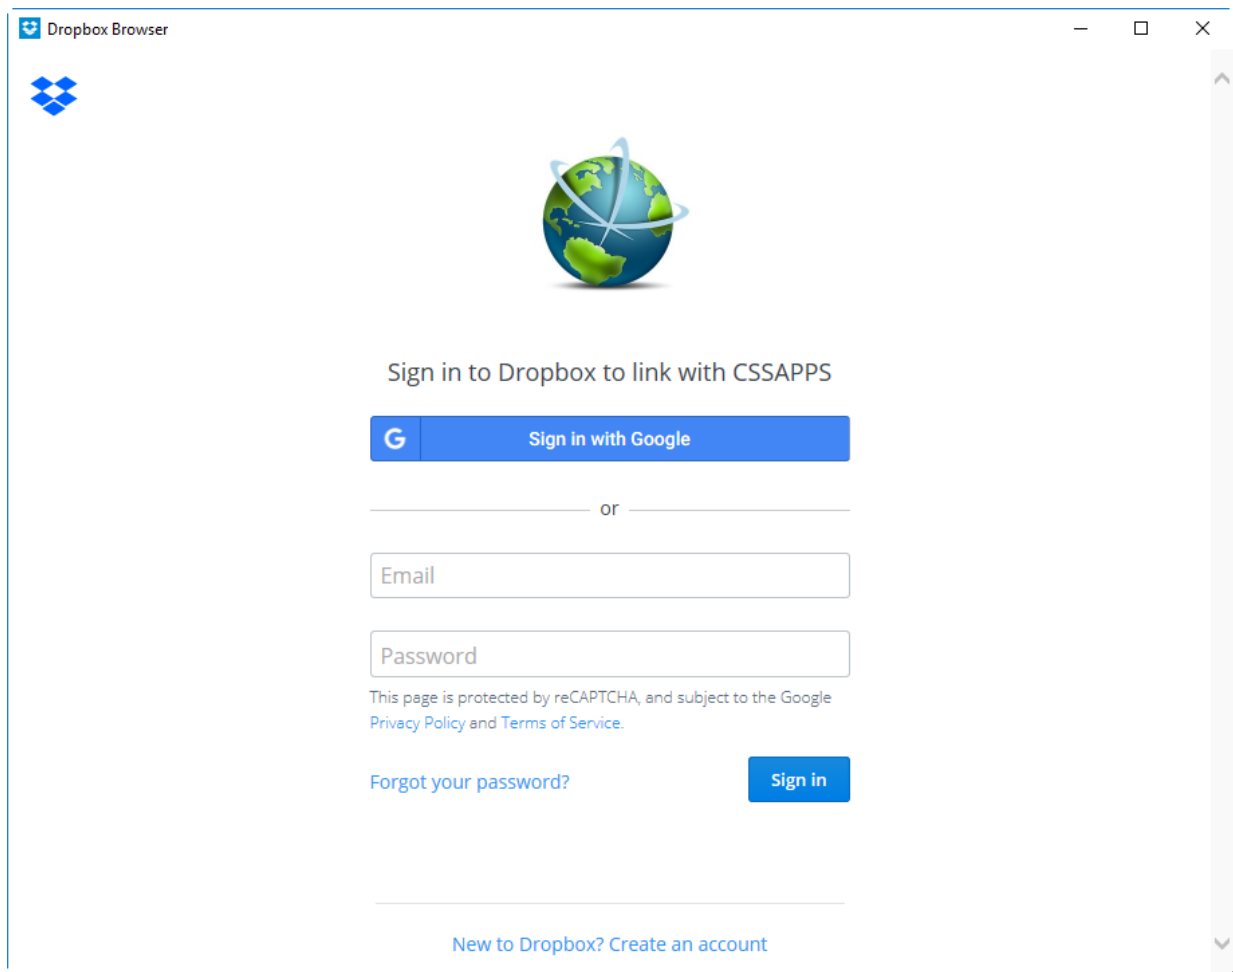 Dropbox Browser
Sign in to Dropbox to link with CSSAPPS
G Sign in with Google
or
Email
Password
This page is protected by reCAPTCHA, and subject to the Google
Privacy Policy and Terms of Service.
Forgot your password?
Sign in
New to Dropbox? Create an account